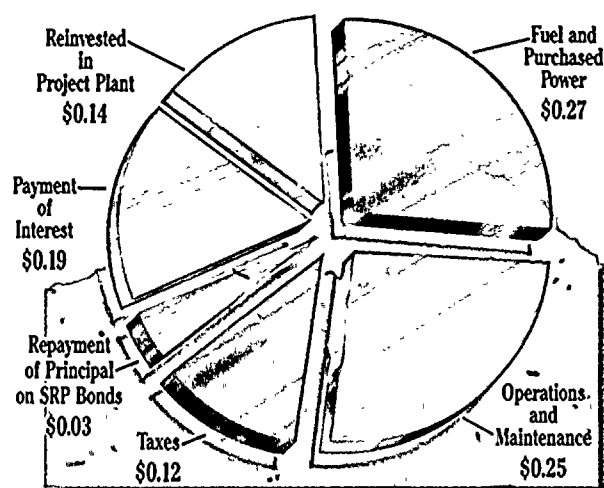 Reinvested
in
Project Plant
$0.14
Fuel and
Purchased
Power
$0.27
Payment
of
Interest
$0.19
Repayment
of Principal
on SRP Bonds
$0.03
Taxes
$0.12
Operations
and
Maintenance
$0.25